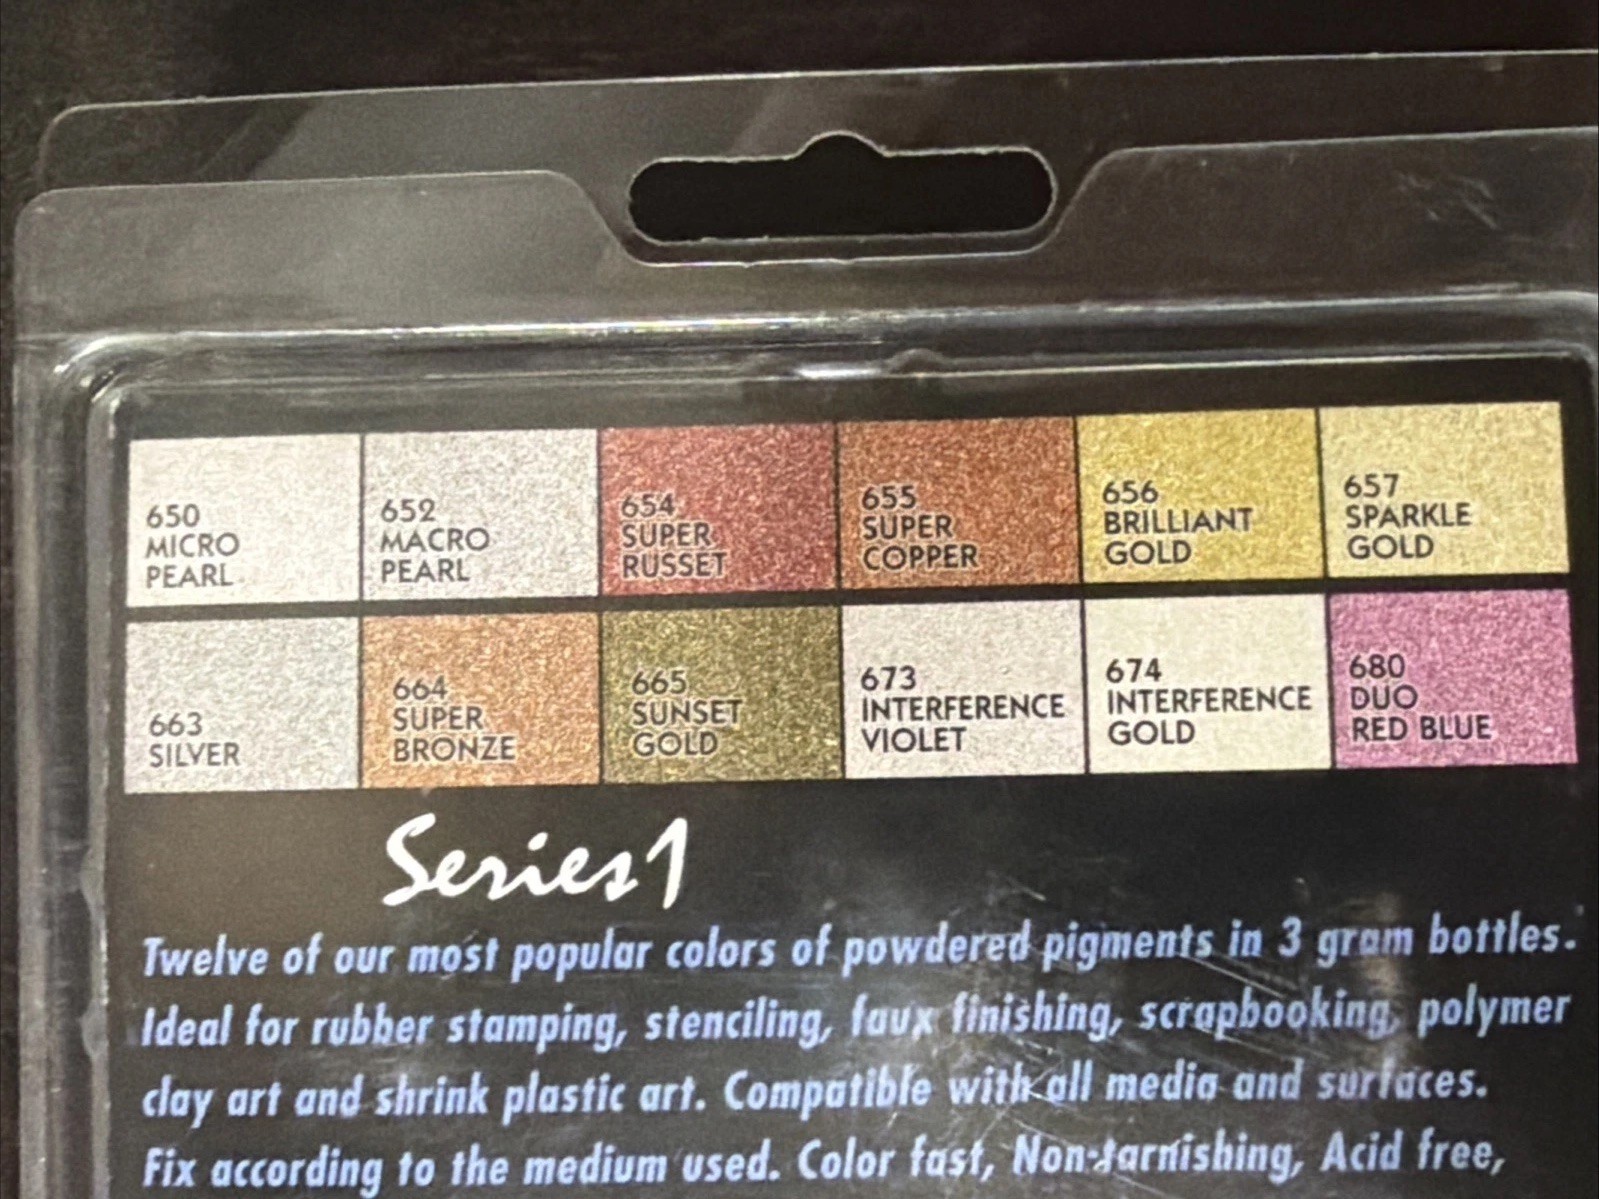 650
MICRO
PEARL
652
MACRO
PEARL
654
SUPER
RUSSET
655
SUPER
COPPER
656
BRILLIANT
GOLD
657
SPARKLE
GOLD
663
SILVER
664
SUPER
BRONZE
665
SUNSET
GOLD
673
INTERFERENCE
VIOLET
674
INTERFERENCE
GOLD
680
DUO
RED BLUE
Series 1
Twelve of our most popular colors of powdered pigments in 3 gram bottles.
Ideal for rubber stamping, stenciling, faux finishing, scrapbooking, polymer
clay art and shrink plastic art. Compatible with all media and surfaces.
Fix according to the medium used. Color fast, Non-tarnishing, Acid free,